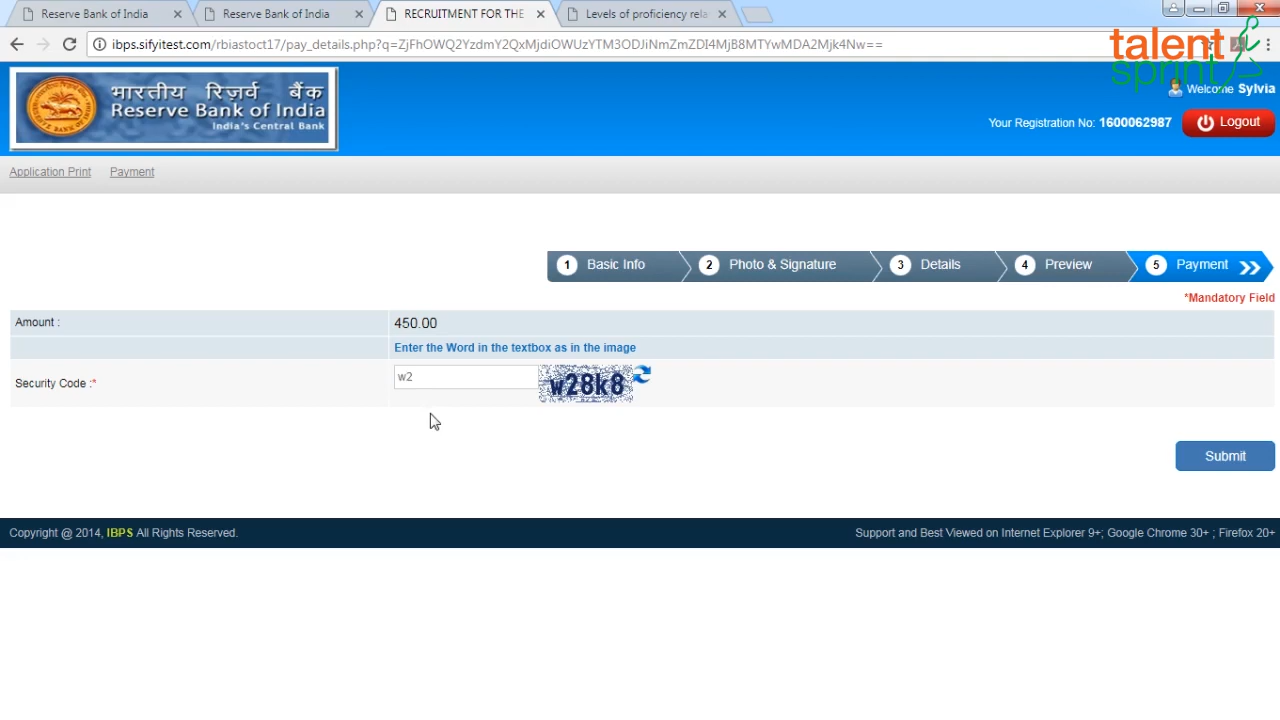 Reserve Bank of India
Reserve Bank of India
RECRUITMENT FOR THE
Levels of proficiency rela
ibps.sifyitest.com/rbiastoct17/pay_details.php?q=ZjFhOWQ2YzdmY2QxMjdiOWUzYTM3ODJiNmZmZDI4MjB8MTYwMDA2Mjk4Nw==
talent
sprint
भारतीय रिज़र्व बैंक
Reserve Bank of India
India's Central Bank
Welcome Sylvia
Your Registration No: 1600062987
Logout
Application Print Payment
1 Basic Info 2 Photo & Signature 3 Details 4 Preview 5 Payment
*Mandatory Field
Amount : 450.00
Enter the Word in the textbox as in the image
Security Code :* w2 w28k8
Submit
Copyright @ 2014, IBPS All Rights Reserved. Support and Best Viewed on Internet Explorer 9+; Google Chrome 30+ ; Firefox 20+